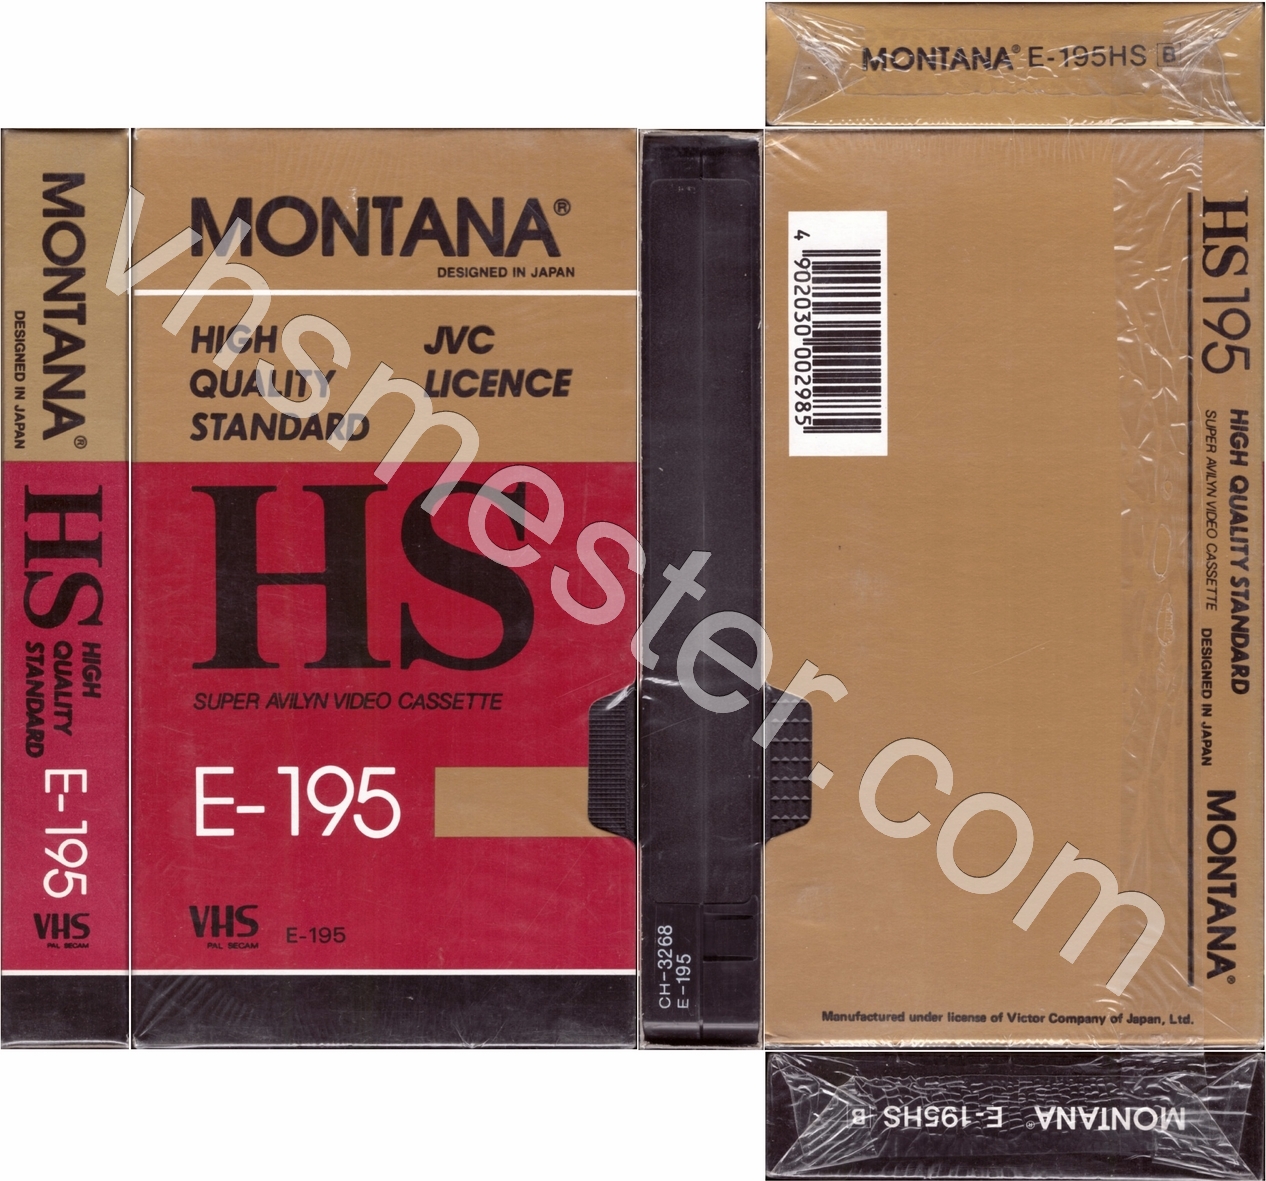 MONTANA® E-195HS B
MONTANA®
DESIGNED IN JAPAN
HS
HIGH
QUALITY
STANDARD
E-195
VHS
PAL SECAM
MONTANA®
DESIGNED IN JAPAN
HIGH
QUALITY
STANDARD
JVC
LICENCE
HS
SUPER AVILYN VIDEO CASSETTE
E-195
VHS
PAL SECAM
E-195
CH-3268
E-195
4 902030 002985
HS 195
HIGH QUALITY STANDARD
SUPER AVILYN VIDEO CASSETTE
DESIGNED IN JAPAN
MONTANA®
Manufactured under license of Victor Company of Japan, Ltd.
MONTANA® E-195HS B
vhsmester.com